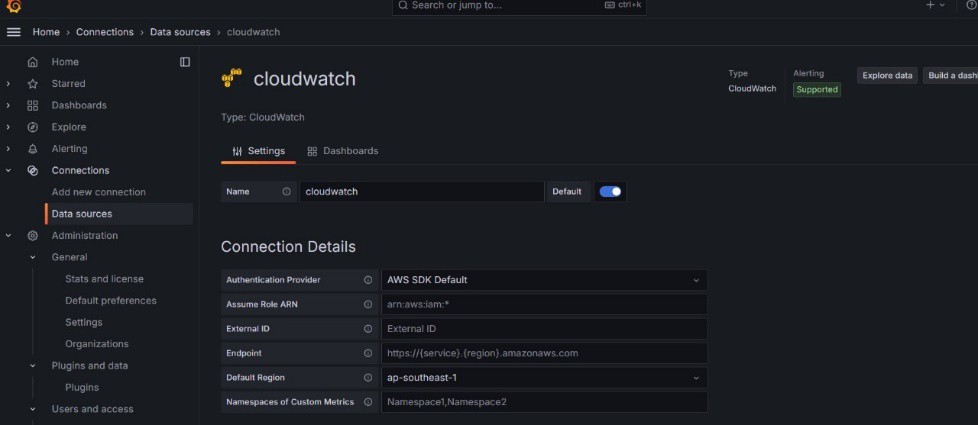 Search or jump to...
ctrl+k
Home > Connections > Data sources > cloudwatch
Home
Starred
Dashboards
Explore
Alerting
Connections
Add new connection
Data sources
Administration
General
Stats and license
Default preferences
Settings
Organizations
Plugins and data
Plugins
Users and access
cloudwatch
Type: CloudWatch
Type
CloudWatch
Alerting
Supported
Explore data
Build a dash
Settings
Dashboards
Name cloudwatch Default
Connection Details
Authentication Provider AWS SDK Default
Assume Role ARN arn:aws:iam:*
External ID External ID
Endpoint https://{service}.{region}.amazonaws.com
Default Region ap-southeast-1
Namespaces of Custom Metrics Namespace1,Namespace2